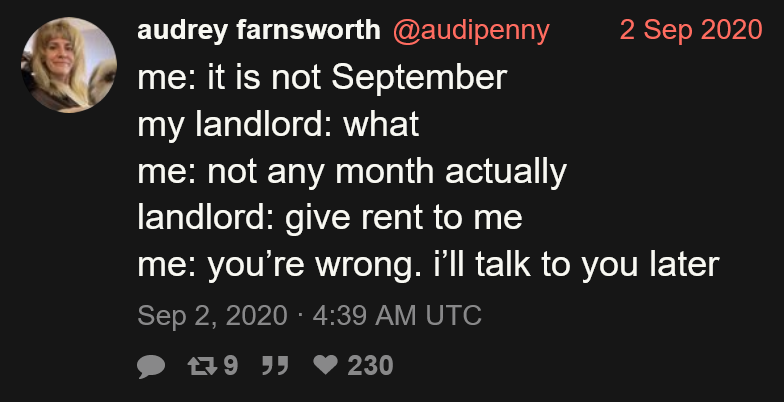 audrey farnsworth @audipenny 2 Sep 2020
me: it is not September
my landlord: what
me: not any month actually
landlord: give rent to me
me: you’re wrong. i’ll talk to you later
Sep 2, 2020 · 4:39 AM UTC
9 230